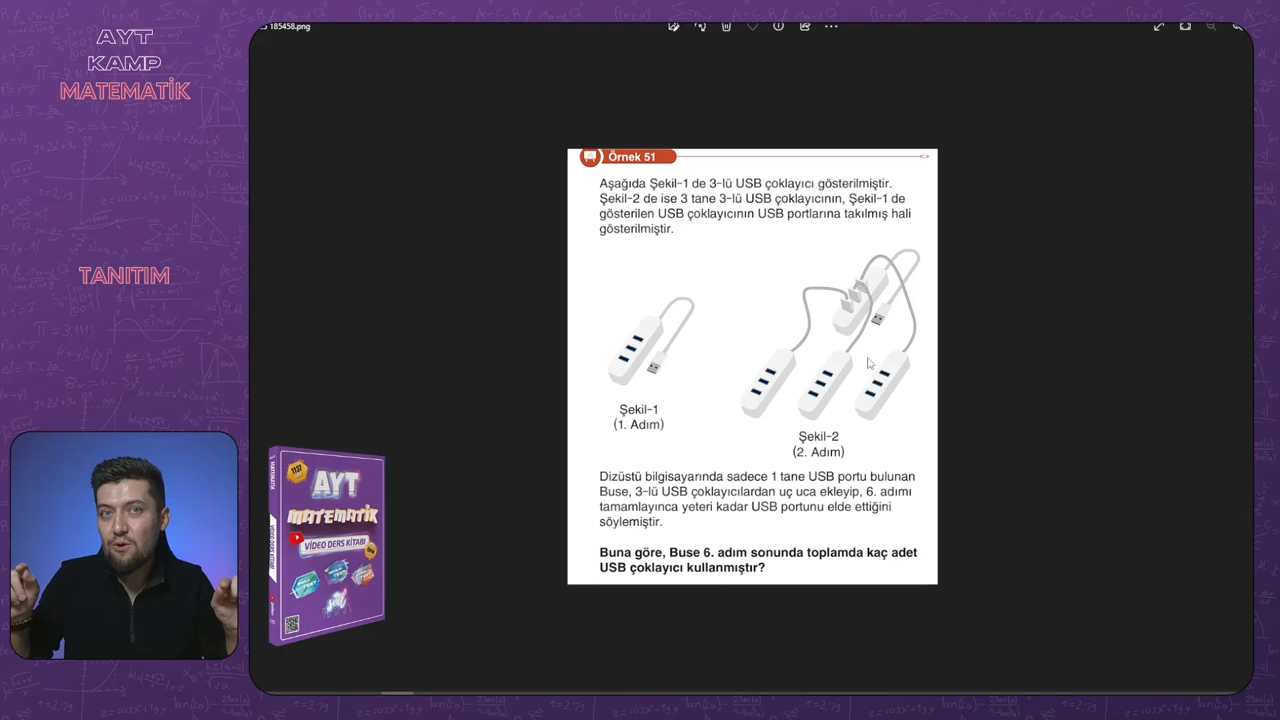 185458.png
AYT
KAMP
MATEMATİK
TANITIM
Örnek 51
Aşağıda Şekil-1 de 3-lü USB çoklayıcı gösterilmiştir.
Şekil-2 de ise 3 tane 3-lü USB çoklayıcının, Şekil-1 de
gösterilen USB çoklayıcının USB portlarına takılmış hali
gösterilmiştir.
Şekil-1
(1. Adım)
Şekil-2
(2. Adım)
Dizüstü bilgisayarında sadece 1 tane USB portu bulunan
Buse, 3-lü USB çoklayıcılardan uç uca ekleyip, 6. adımı
tamamlayınca yeteri kadar USB portunu elde ettiğini
söylemiştir.
Buna göre, Buse 6. adım sonunda toplamda kaç adet
USB çoklayıcı kullanmıştır?
AYT
MATEMATİK
VİDEO DERS KİTABI